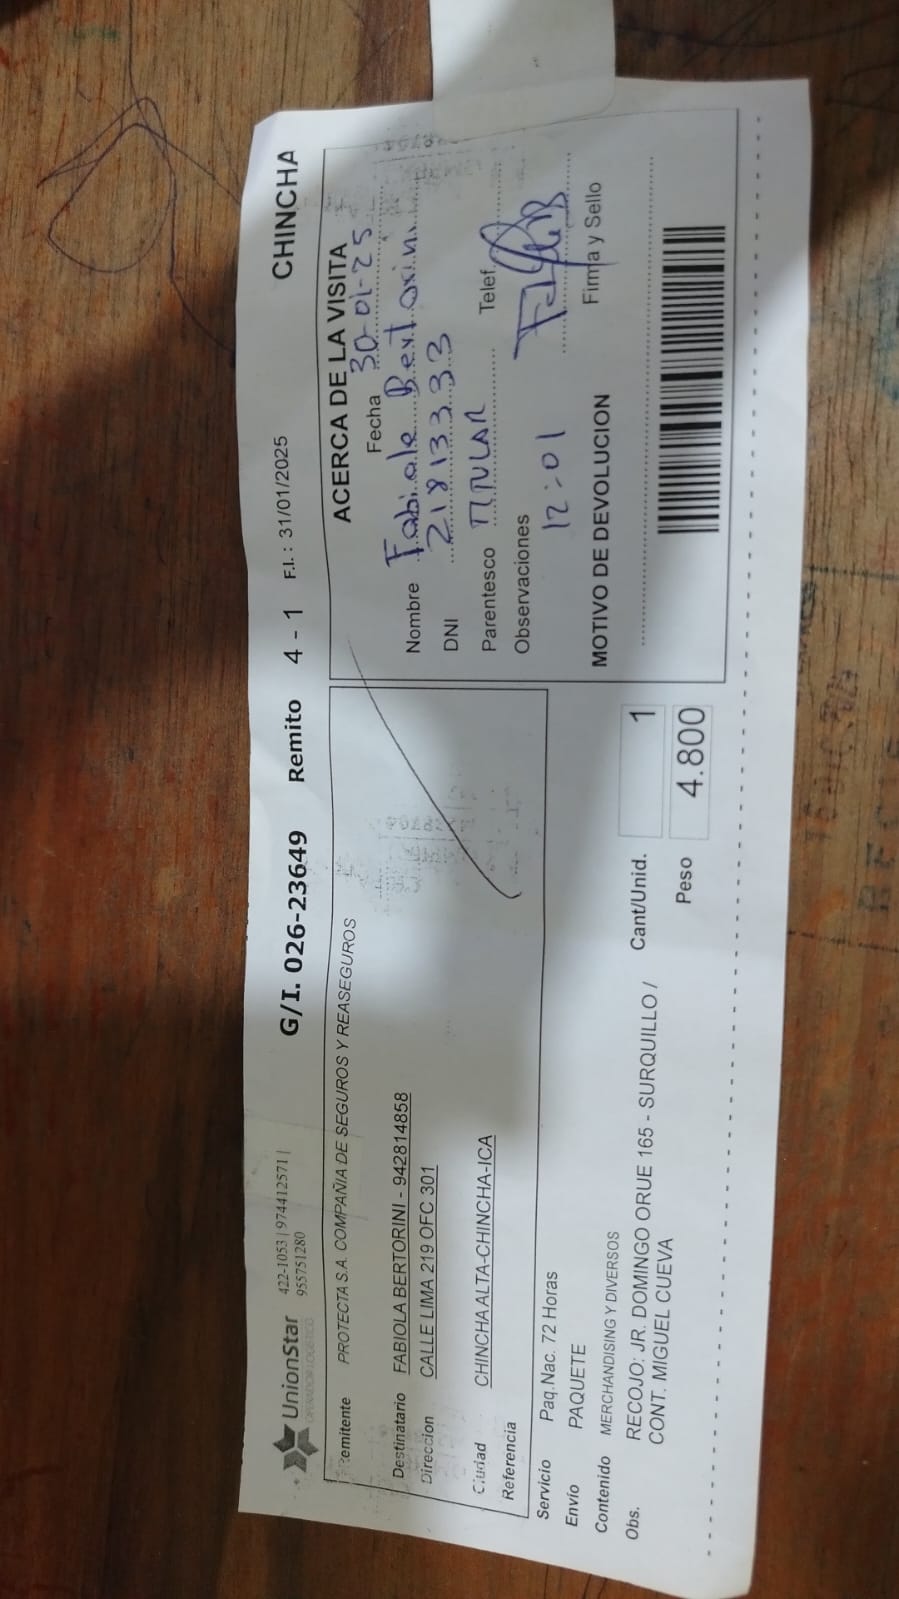 UnionStar 422-1053 | 974412571 | G/I. 026-23649 Remito 4 - 1 F.I.: 31/01/2025 CHINCHA
OPERADOR LOGÍSTICO 955751280
Remitente PROTECTA S.A. COMPAÑIA DE SEGUROS Y REASEGUROS
Destinatario FABIOLA BERTORINI - 942814858
Direccion CALLE LIMA 219 OFC 301
Ciudad CHINCHA ALTA-CHINCHA-ICA
Referencia
Servicio Paq.Nac. 72 Horas
Envío PAQUETE
Contenido MERCHANDISING Y DIVERSOS
Obs. RECOJO: JR. DOMINGO ORUE 165 - SURQUILLO /
CONT. MIGUEL CUEVA
Cant/Unid. 1
Peso 4.800
ACERCA DE LA VISITA
Fecha 30-01-25
Nombre Bertorini
DNI 21813333
Parentesco TITULAR Telef.
Observaciones
12:01
Firma y Sello
MOTIVO DE DEVOLUCION